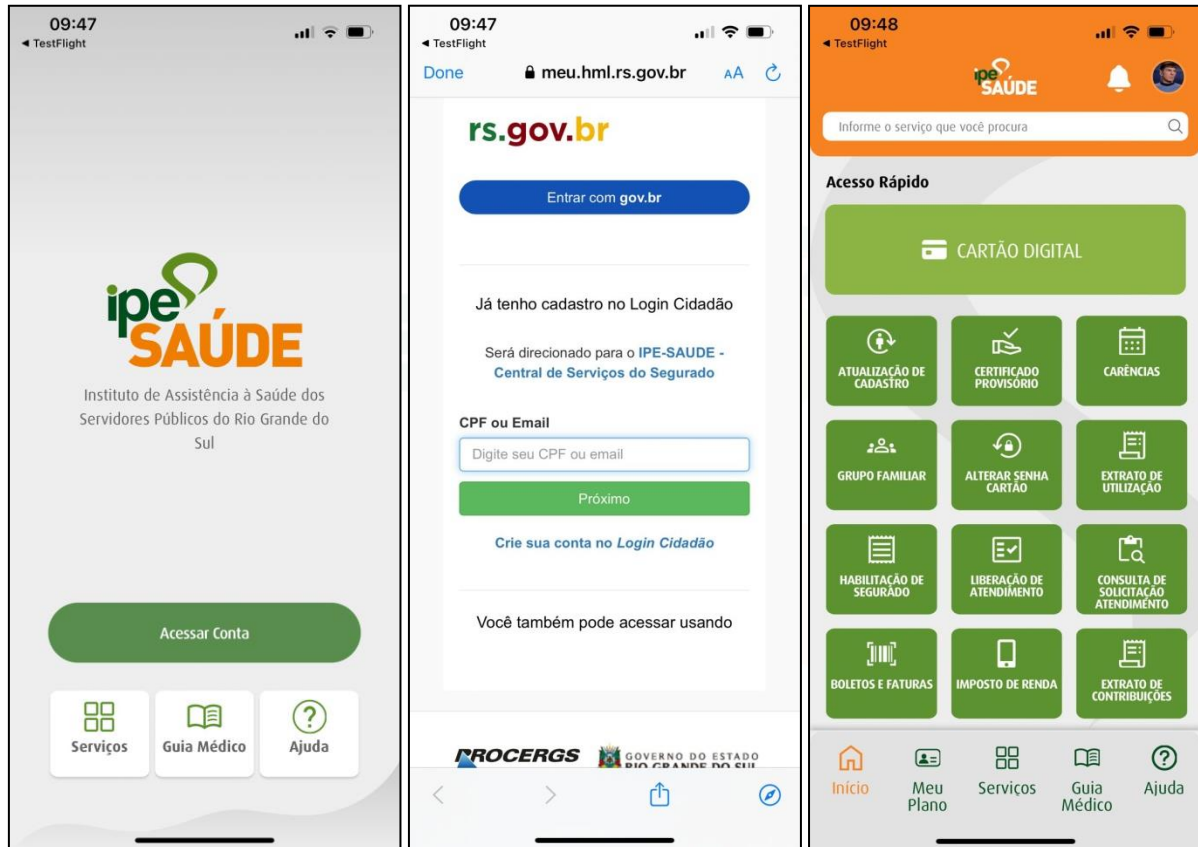 09:47
◀ TestFlight
ipe
SAÚDE
Instituto de Assistência à Saúde dos
Servidores Públicos do Rio Grande do
Sul
Acessar Conta
Serviços
Guia Médico
Ajuda
09:47
◀ TestFlight
Done
meu.hml.rs.gov.br
AA
rs.gov.br
Entrar com gov.br
Já tenho cadastro no Login Cidadão
Será direcionado para o IPE-SAUDE -
Central de Serviços do Segurado
CPF ou Email
Digite seu CPF ou email
Próximo
Crie sua conta no Login Cidadão
Você também pode acessar usando
PROCERGS
GOVERNO DO ESTADO
RIO GRANDE DO SUL
09:48
◀ TestFlight
ipe
SAÚDE
Informe o serviço que você procura
Acesso Rápido
CARTÃO DIGITAL
ATUALIZAÇÃO DE
CADASTRO
CERTIFICADO
PROVISÓRIO
CARÊNCIAS
GRUPO FAMILIAR
ALTERAR SENHA
CARTÃO
EXTRATO DE
UTILIZAÇÃO
HABILITAÇÃO DE
SEGURADO
LIBERAÇÃO DE
ATENDIMENTO
CONSULTA DE
SOLICITAÇÃO
ATENDIMENTO
BOLETOS E FATURAS
IMPOSTO DE RENDA
EXTRATO DE
CONTRIBUIÇÕES
Início
Meu
Plano
Serviços
Guia
Médico
Ajuda